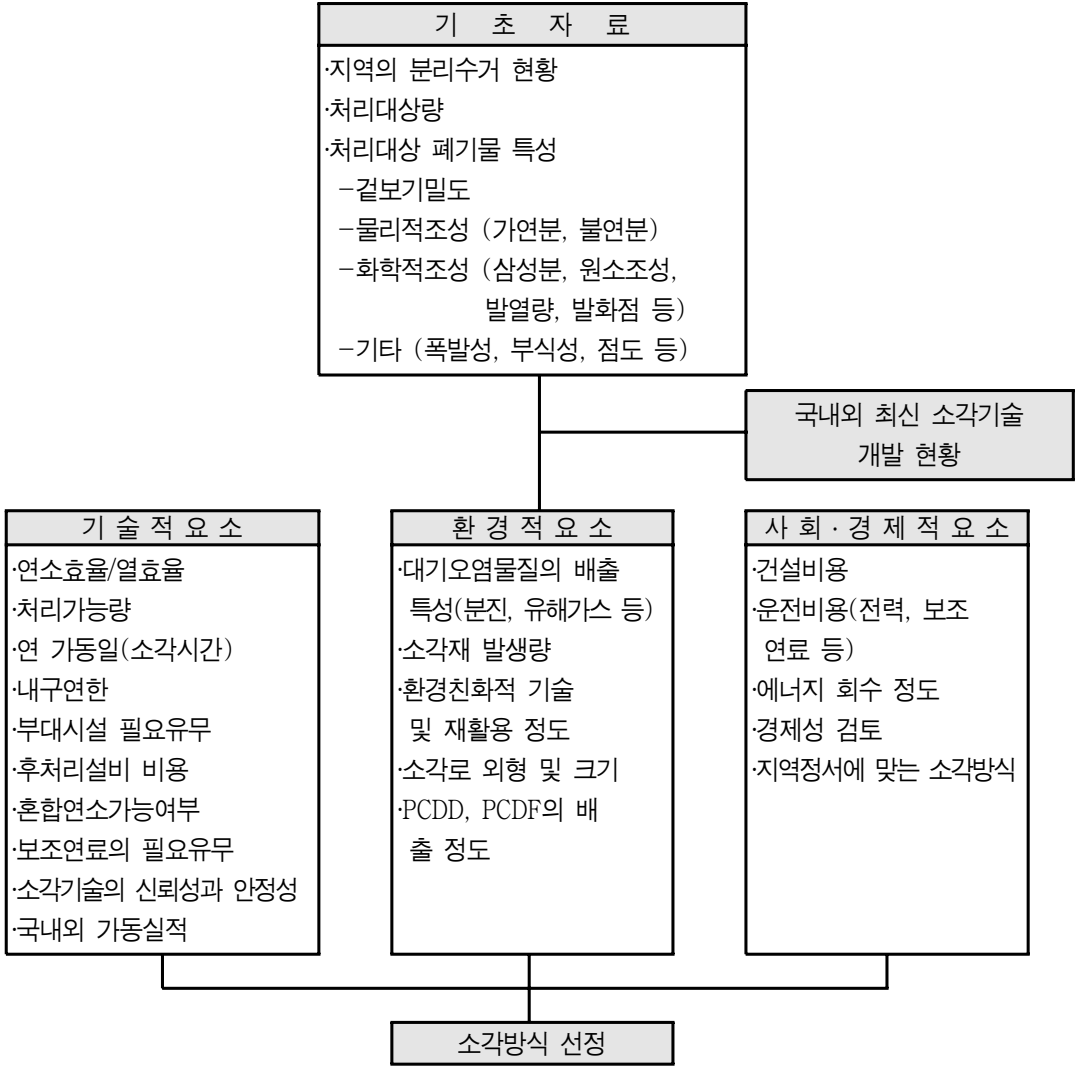 기 초 자 료
·지역의 분리수거 현황
·처리대상량
·처리대상 폐기물 특성
-겉보기밀도
-물리적조성 (가연분, 불연분)
-화학적조성 (삼성분, 원소조성,
발열량, 발화점 등)
-기타 (폭발성, 부식성, 점도 등)
국내외 최신 소각기술
개발 현황
기 술 적 요 소
·연소효율/열효율
·처리가능량
·연 가동일(소각시간)
·내구연한
·부대시설 필요유무
·후처리설비 비용
·혼합연소가능여부
·보조연료의 필요유무
·소각기술의 신뢰성과 안정성
·국내외 가동실적
환 경 적 요 소
·대기오염물질의 배출
특성(분진, 유해가스 등)
·소각재 발생량
·환경친화적 기술
및 재활용 정도
·소각로 외형 및 크기
·PCDD, PCDF의 배
출 정도
사 회 · 경 제 적 요 소
·건설비용
·운전비용(전력, 보조
연료 등)
·에너지 회수 정도
·경제성 검토
·지역정서에 맞는 소각방식
소각방식 선정